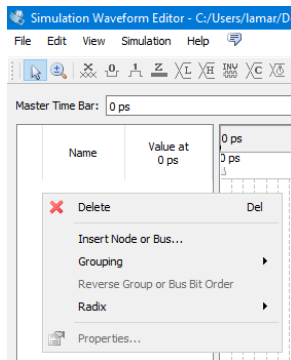 Simulation Waveform Editor - C:/Users/lamar/D
File Edit View Simulation Help
Master Time Bar: 0 ps
Name
Value at
0 ps
0 ps
0 ps
Delete Del
Insert Node or Bus...
Grouping
Reverse Group or Bus Bit Order
Radix
Properties...